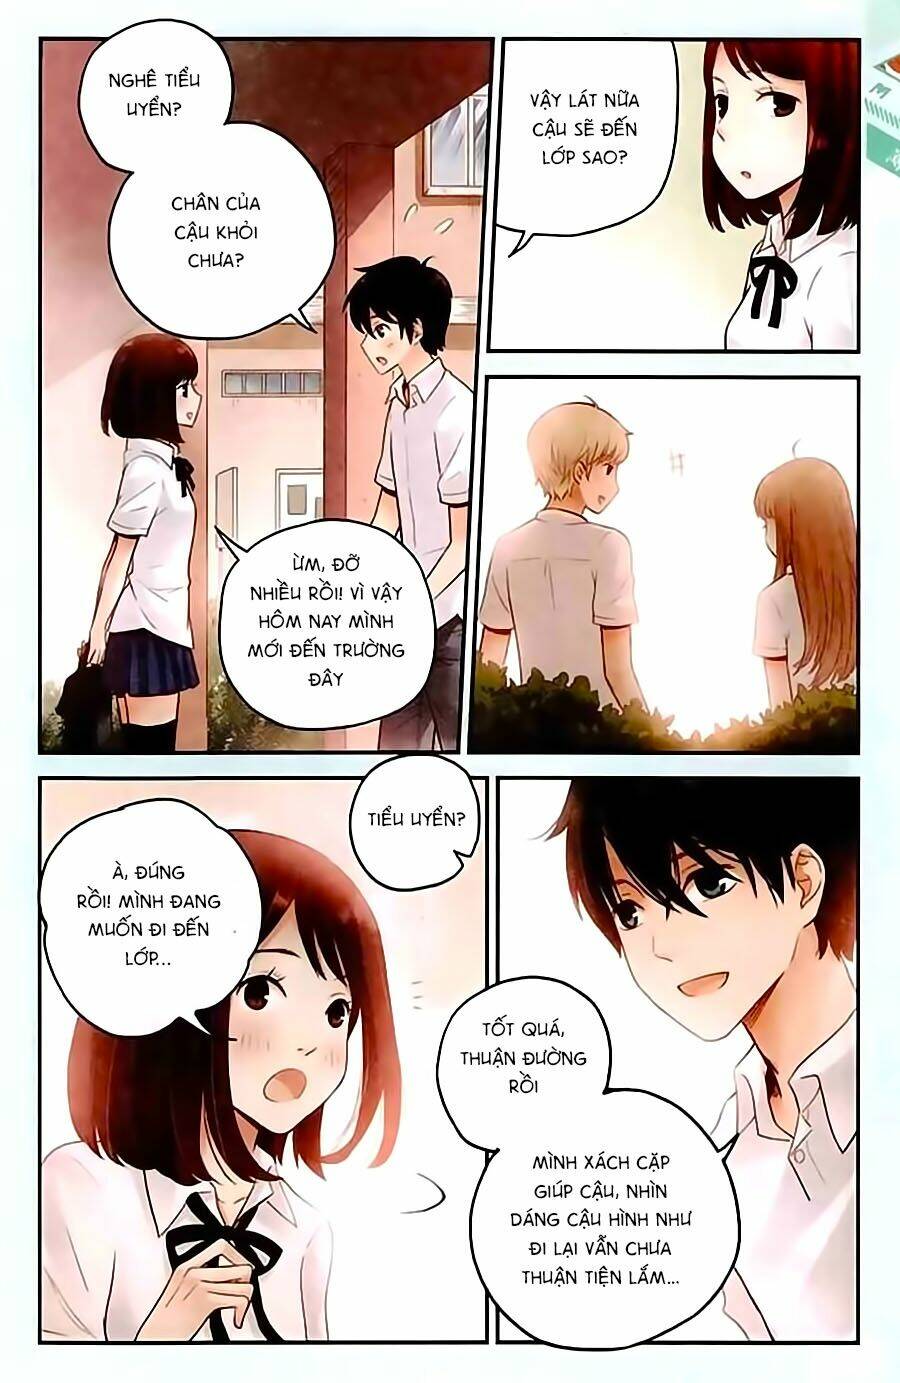 NGHÊ TIỂU
UYỂN?
CHÂN CỦA
CẬU KHỎI
CHƯA?
ỪM, ĐỠ
NHIỀU RỒI! VÌ VẬY
HÔM NAY MÌNH
MỚI ĐẾN TRƯỜNG
ĐÂY
VẬY LÁT NỮA
CẬU SẼ ĐẾN
LỚP SAO?
TIỂU UYỂN?
À, ĐÚNG
RỒI! MÌNH ĐANG
MUỐN ĐI ĐẾN
LỚP...
TỐT QUÁ,
THUẬN ĐƯỜNG
RỒI
MÌNH XÁCH CẶP
GIÚP CẬU, NHÌN
DÁNG CẬU HÌNH NHƯ
ĐI LẠI VẪN CHƯA
THUẬN TIỆN LẮM...